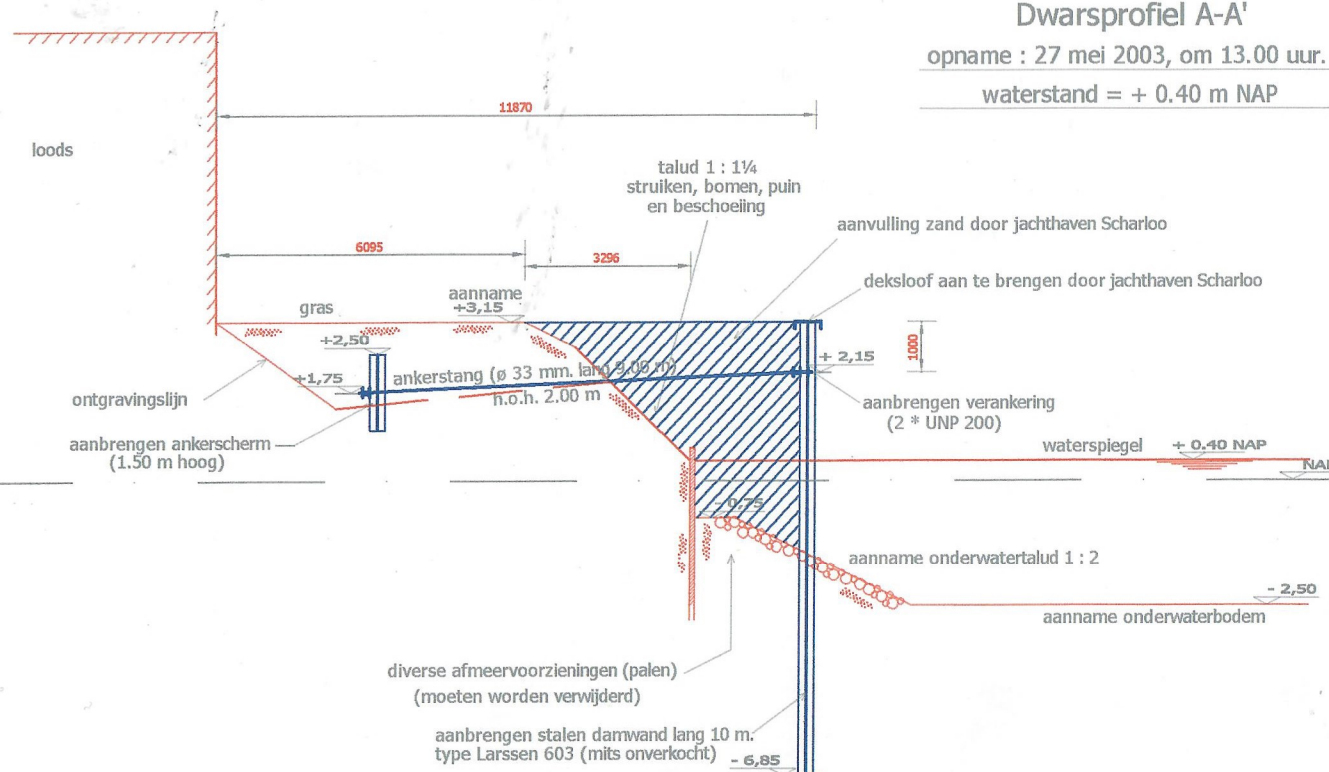 Dwarsprofiel A-A'
opname : 27 mei 2003, om 13.00 uur.
waterstand = + 0.40 m NAP
11870
loods
talud 1 : 1¼
struiken, bomen, puin
en beschoeiing
aanvulling zand door jachthaven Scharloo
6095
3296
deksloof aan te brengen door jachthaven Scharloo
gras
aanname
+3,15
+2,50
1000
+ 2,15
+1,75
ankerstang (ø 33 mm. lang 9.00 m)
h.o.h. 2.00 m
ontgravingslijn
aanbrengen verankering
(2 * UNP 200)
aanbrengen ankerscherm
(1.50 m hoog)
waterspiegel
+ 0.40 NAP
NAP
- 0,75
aanname onderwatertalud 1 : 2
- 2,50
aanname onderwaterbodem
diverse afmeervoorzieningen (palen)
(moeten worden verwijderd)
aanbrengen stalen damwand lang 10 m.
type Larssen 603 (mits onverkocht)
- 6,85